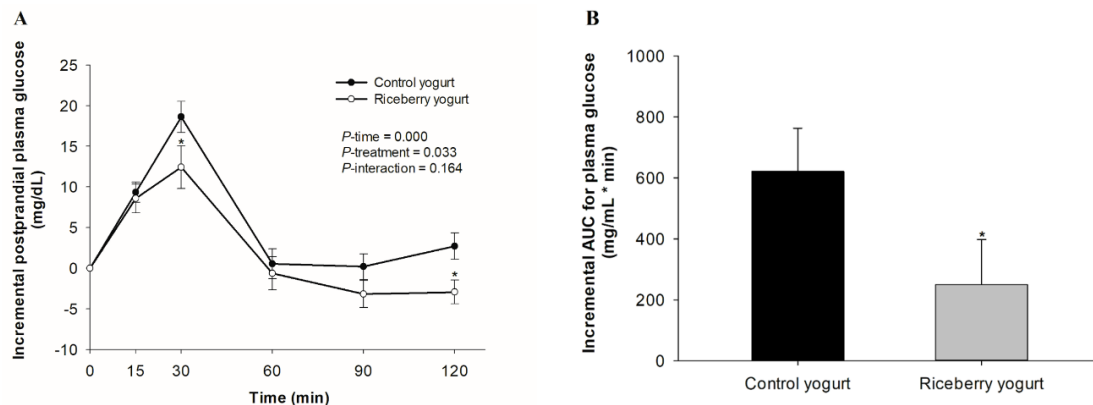 A
Incremental postprandial plasma glucose
(mg/dL)
25
20
15
10
5
0
-5
-10
Control yogurt
Riceberry yogurt
P-time = 0.000
P-treatment = 0.033
P-interaction = 0.164
*
*
0 15 30 60 90 120
Time (min)
B
Incremental AUC for plasma glucose
(mg/mL * min)
1000
800
600
400
200
0
*
Control yogurt Riceberry yogurt